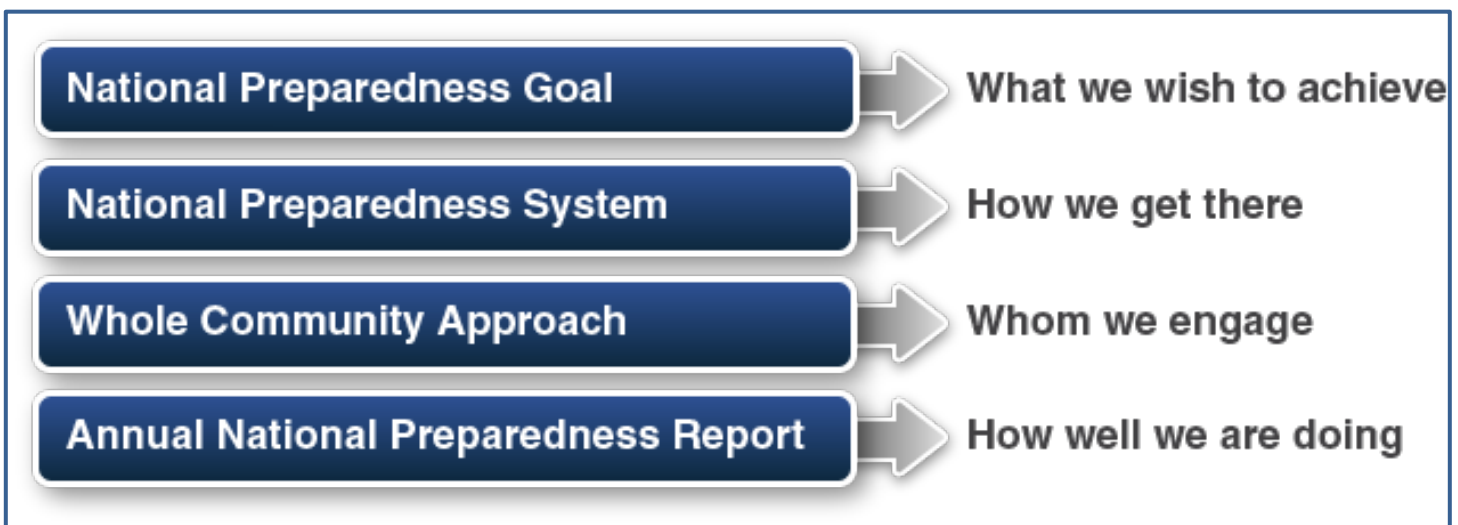 National Preparedness Goal What we wish to achieve
National Preparedness System How we get there
Whole Community Approach Whom we engage
Annual National Preparedness Report How well we are doing